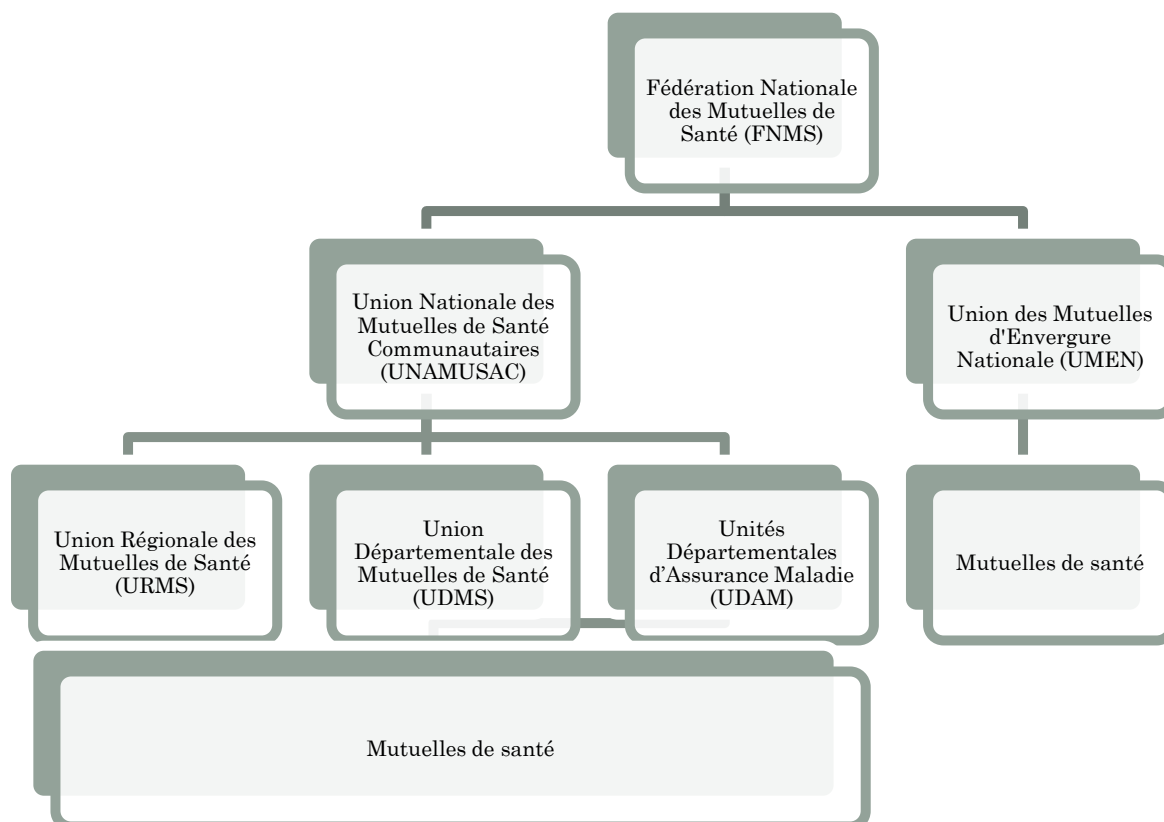 Fédération Nationale
des Mutuelles de
Santé (FNMS)
Union Nationale des
Mutuelles de Santé
Communautaires
(UNAMUSAC)
Union des Mutuelles
d'Envergure
Nationale (UMEN)
Union Régionale des
Mutuelles de Santé
(URMS)
Union
Départementale des
Mutuelles de Santé
(UDMS)
Unités
Départementales
d’Assurance Maladie
(UDAM)
Mutuelles de santé
Mutuelles de santé